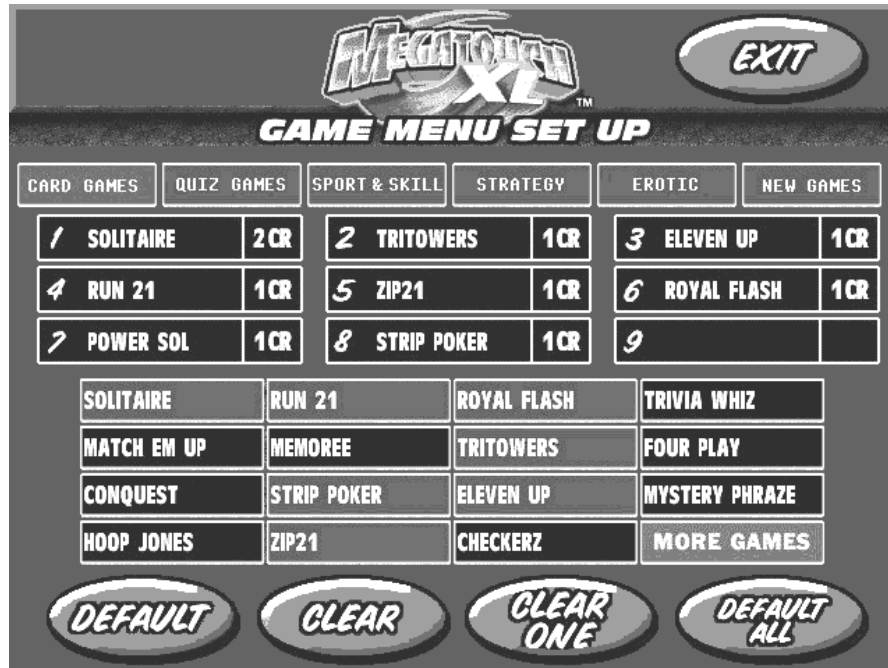 MEGATOUCH
XL™
EXIT
GAME MENU SET UP
CARD GAMES QUIZ GAMES SPORT & SKILL STRATEGY EROTIC NEW GAMES
1 SOLITAIRE 2CR 2 TRITOWERS 1CR 3 ELEVEN UP 1CR
4 RUN 21 1CR 5 ZIP21 1CR 6 ROYAL FLASH 1CR
7 POWER SOL 1CR 8 STRIP POKER 1CR 9
SOLITAIRE RUN 21 ROYAL FLASH TRIVIA WHIZ
MATCH EM UP MEMOREE TRITOWERS FOUR PLAY
CONQUEST STRIP POKER ELEVEN UP MYSTERY PHRAZE
HOOP JONES ZIP21 CHECKERZ MORE GAMES
DEFAULT CLEAR CLEAR ONE DEFAULT ALL